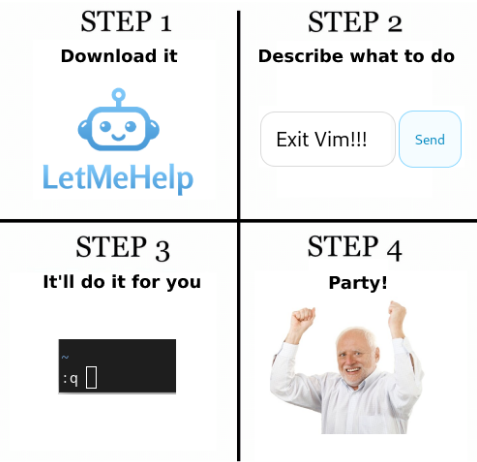 STEP 1
Download it
LetMeHelp
STEP 2
Describe what to do
Exit Vim!!!
Send
STEP 3
It'll do it for you
~
:q
STEP 4
Party!